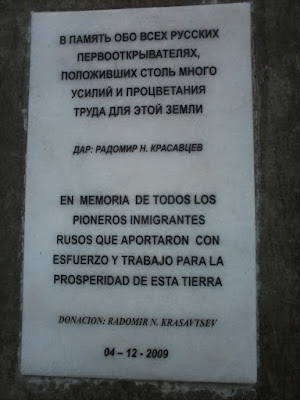 В ПАМЯТЬ ОБО ВСЕХ РУССКИХ
ПЕРВООТКРЫВАТЕЛЯХ,
ПОЛОЖИВШИХ СТОЛЬ МНОГО
УСИЛИЙ И ПРОЦВЕТАНИЯ
ТРУДА ДЛЯ ЭТОЙ ЗЕМЛИ
ДАР: РАДОМИР Н. КРАСАВЦЕВ
EN MEMORIA DE TODOS LOS
PIONEROS INMIGRANTES
RUSOS QUE APORTARON CON
ESFUERZO Y TRABAJO PARA LA
PROSPERIDAD DE ESTA TIERRA
DONACION: RADOMIR N. KRASAVTSEV
04 – 12 - 2009